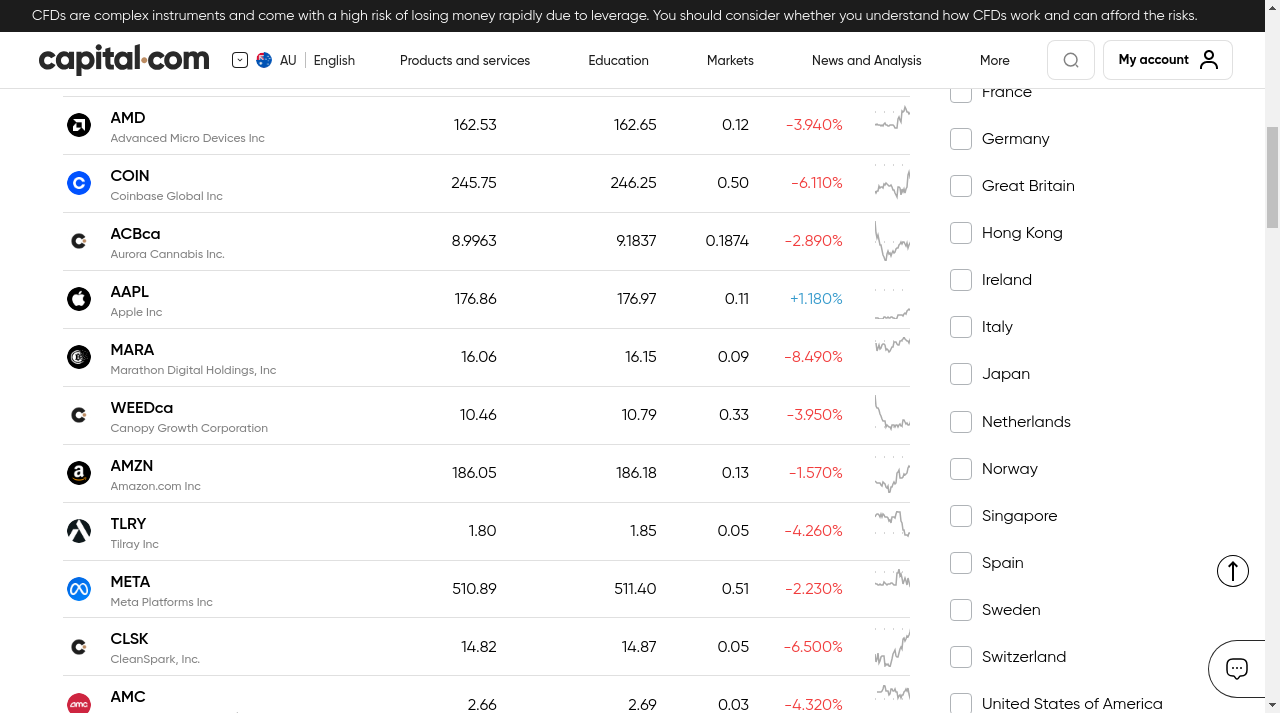 CFDs are complex instruments and come with a high risk of losing money rapidly due to leverage. You should consider whether you understand how CFDs work and can afford the risks.
capital.com AU English Products and services Education Markets News and Analysis More My account
AMD 162.53 162.65 0.12 -3.940%
Advanced Micro Devices Inc
COIN 245.75 246.25 0.50 -6.110%
Coinbase Global Inc
ACBca 8.9963 9.1837 0.1874 -2.890%
Aurora Cannabis Inc.
AAPL 176.86 176.97 0.11 +1.180%
Apple Inc
MARA 16.06 16.15 0.09 -8.490%
Marathon Digital Holdings, Inc
WEEDca 10.46 10.79 0.33 -3.950%
Canopy Growth Corporation
AMZN 186.05 186.18 0.13 -1.570%
Amazon.com Inc
TLRY 1.80 1.85 0.05 -4.260%
Tilray Inc
META 510.89 511.40 0.51 -2.230%
Meta Platforms Inc
CLSK 14.82 14.87 0.05 -6.500%
CleanSpark, Inc.
AMC 2.66 2.69 0.03 -4.320%
France
Germany
Great Britain
Hong Kong
Ireland
Italy
Japan
Netherlands
Norway
Singapore
Spain
Sweden
Switzerland
United States of America